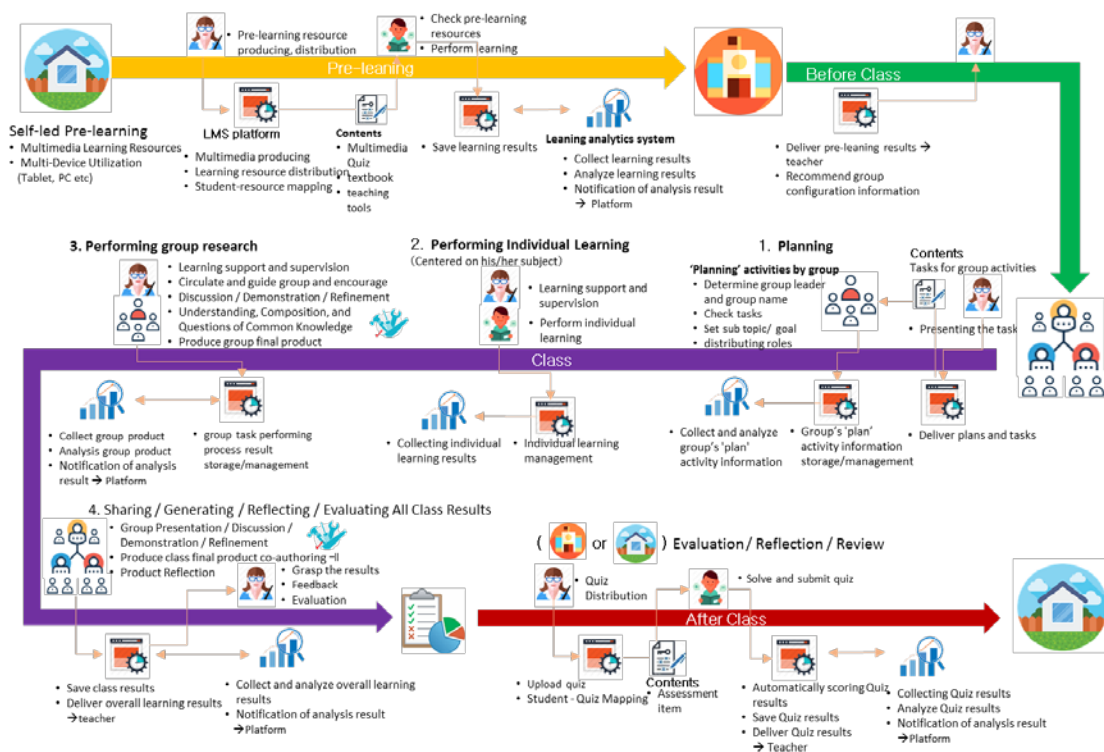 Pre-learning resource
producing, distribution
Check pre-learning
resources
Perform learning
Pre-leaning
Before Class
Self-led Pre-learning
Multimedia Learning Resources
Multi-Device Utilization
(Tablet, PC etc)
LMS platform
Multimedia producing
Learning resource distribution
Student-resource mapping
Contents
Multimedia
Quiz
textbook
teaching
tools
Save learning results
Leaning analytics system
Collect learning results
Analyze learning results
Notification of analysis result
→ Platform
Deliver pre-leaning results →
teacher
Recommend group
configuration information
3. Performing group research
Learning support and supervision
Circulate and guide group and encourage
Discussion / Demonstration / Refinement
Understanding, Composition, and
Questions of Common Knowledge
Produce group final product
2. Performing Individual Learning
(Centered on his/her subject)
Learning support and
supervision
Perform individual
learning
1. Planning
'Planning' activities by group
Determine group leader
and group name
Check tasks
Set sub topic/ goal
distributing roles
Contents
Tasks for group activities
Presenting the task
Class
Collect group product
Analysis group product
Notification of analysis
result → Platform
group task performing
process result
storage/management
Collecting individual
learning results
Individual learning
management
Collect and analyze
group's 'plan'
activity information
Group's 'plan'
activity information
storage/management
Deliver plans and tasks
4. Sharing / Generating / Reflecting / Evaluating All Class Results
Group Presentation / Discussion /
Demonstration / Refinement
Produce class final product co-authoring -II
Product Reflection
Grasp the results
Feedback
Evaluation
Save class results
Deliver overall learning results
→teacher
Collect and analyze overall learning
results
Notification of analysis result
→Platform
( or ) Evaluation / Reflection / Review
Quiz
Distribution
Solve and submit quiz
After Class
Upload quiz
Student - Quiz Mapping
Contents
Assessment
item
Automatically scoring Quiz
results
Save Quiz results
Deliver Quiz results
→ Teacher
Collecting Quiz results
Analyze Quiz results
Notification of analysis result
→Platform